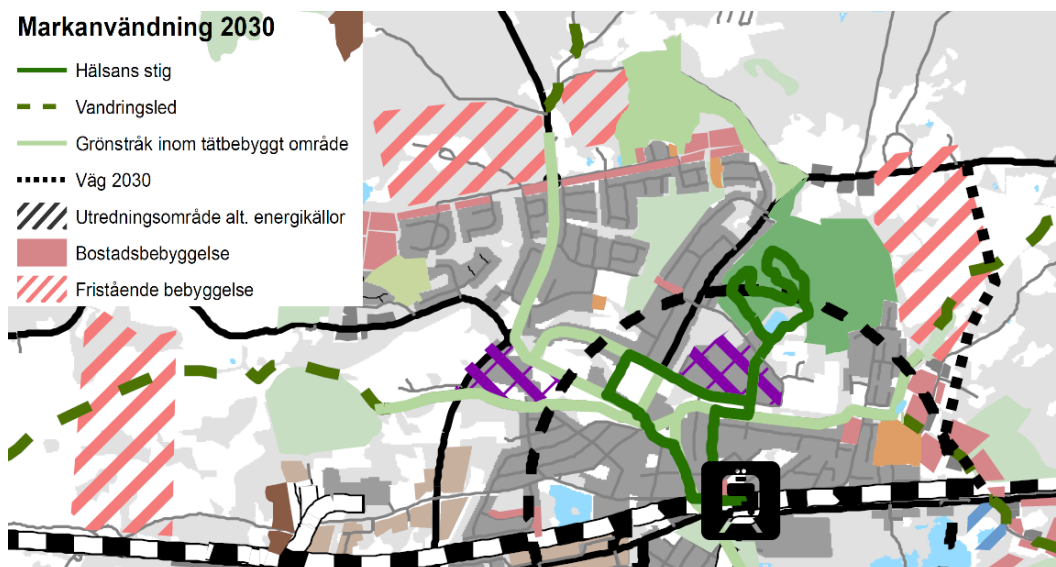 Markanvändning 2030
Hälsans stig
Vandringsled
Grönstråk inom tätbebyggt område
Väg 2030
Utredningsområde alt. energikällor
Bostadsbebyggelse
Fristående bebyggelse